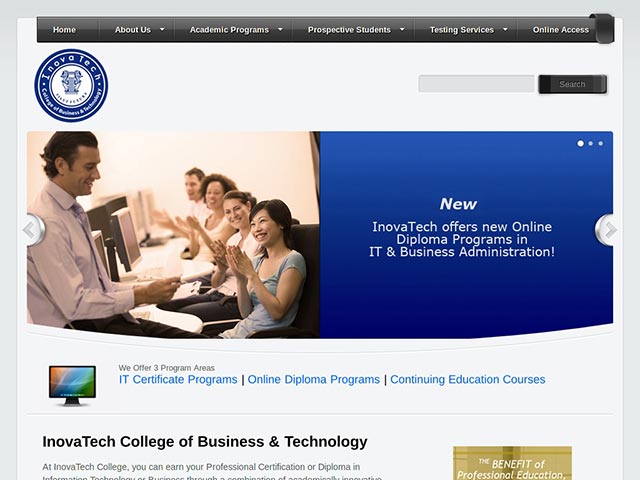 Home About Us Academic Programs Prospective Students Testing Services Online Access
InovaTech
College of Business & Technology
Search
New
InovaTech offers new Online
Diploma Programs in
IT & Business Administration!
We Offer 3 Program Areas
IT Certificate Programs | Online Diploma Programs | Continuing Education Courses
InovaTech College of Business & Technology
At InovaTech College, you can earn your Professional Certification or Diploma in
Information Technology or Business through a combination of academically innovative
THE BENEFIT of
Professional Education,